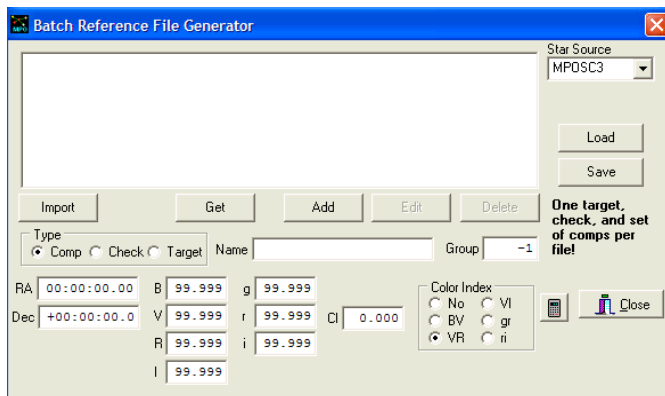 MPO Batch Reference File Generator
Star Source
MPOSC3
Load
Save
Import Get Add Edit Delete
One target,
check, and set
of comps per
file!
Type
Comp Check Target Name Group -1
RA 00:00:00.00 B 99.999 g 99.999 Color Index
No VI
Dec +00:00:00.0 V 99.999 r 99.999 CI 0.000 BV gr Close
R 99.999 i 99.999 VR ri
I 99.999